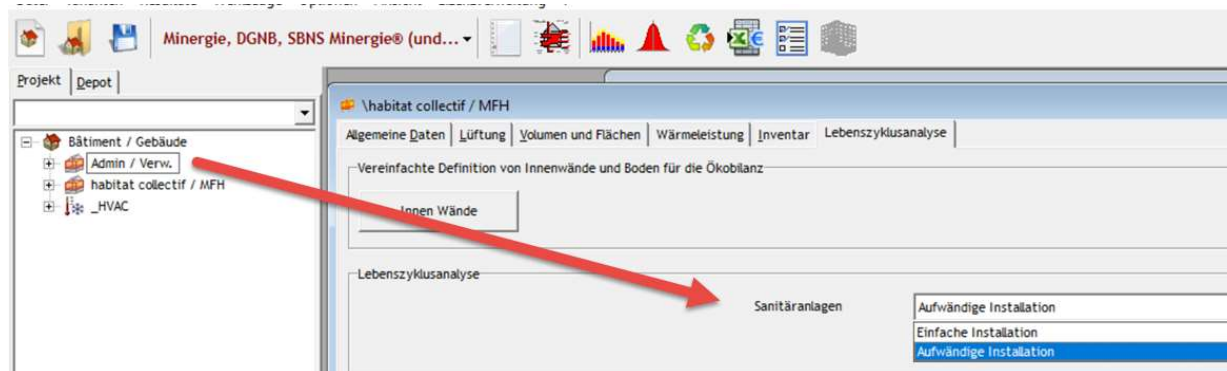 Minergie, DGNB, SBNS Minergie® (und...
Projekt Depot
\habitat collectif / MFH
Allgemeine Daten Lüftung Volumen und Flächen Wärmeleistung Inventar Lebenszyklusanalyse
Bâtiment / Gebäude
Admin / Verw.
habitat collectif / MFH
_HVAC
Vereinfachte Definition von Innenwände und Boden für die Ökobilanz
Innen Wände
Lebenszyklusanalyse
Sanitäranlagen
Aufwändige Installation
Einfache Installation
Aufwändige Installation